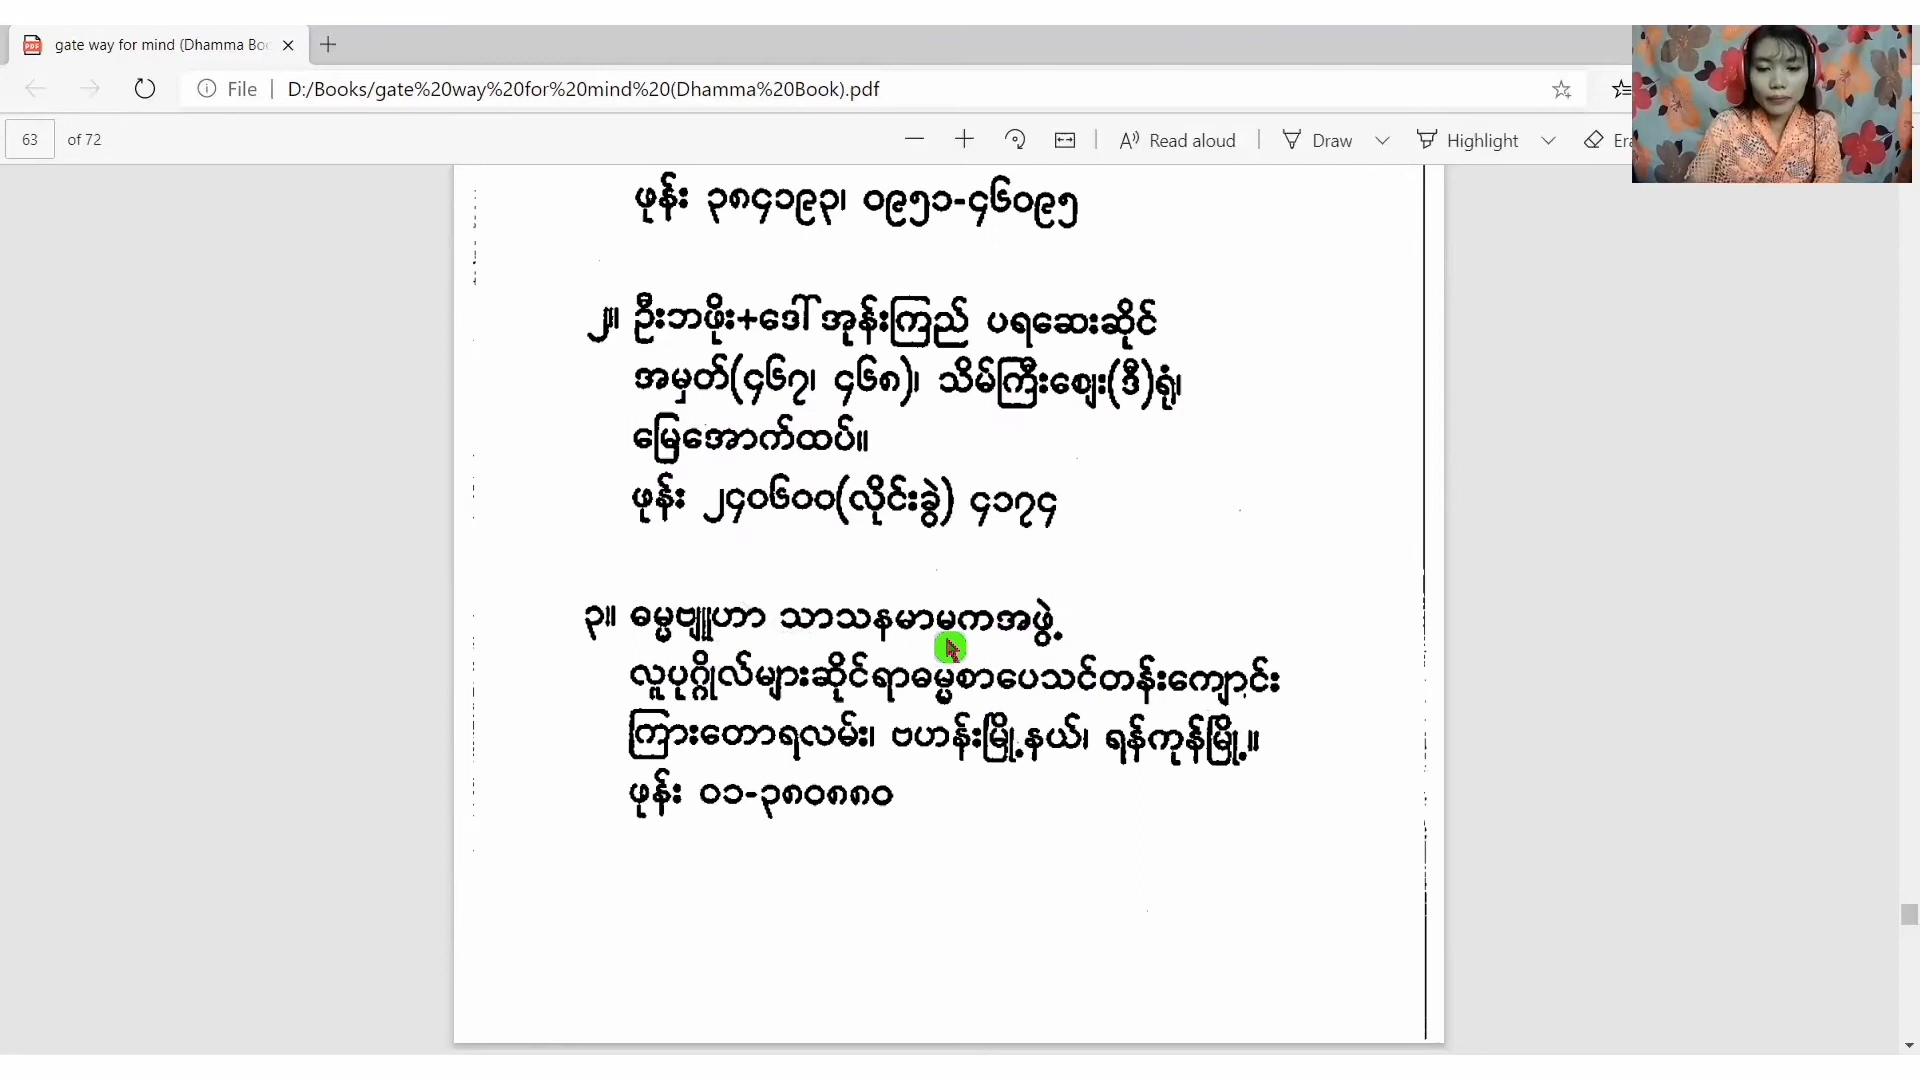 gate way for mind (Dhamma Boo
File
D:/Books/gate%20way%20for%20mind%20(Dhamma%20Book).pdf
63 of 72
Read aloud
Draw
Highlight
Era
ဖုန်း ၃၈၄၁၉၃၊ ၀၉၅၁-၄၆၀၉၅
၂။ ဦးဘဖိုး+ဒေါ်အုန်းကြည် ပရဆေးဆိုင်
အမှတ်(၄၆၇၊ ၄၆၈)၊ သိမ်ကြီးဈေး(ဒီ)ရုံ၊
မြေအောက်ထပ်။
ဖုန်း ၂၄၀၆၀၀(လိုင်းခွဲ) ၄၁၇၄
၃။ ဓမ္မဗျူဟာ သာသနမာမကအဖွဲ့
လူပုဂ္ဂိုလ်များဆိုင်ရာဓမ္မစာပေသင်တန်းကျောင်း
ကြားတောရလမ်း၊ ဗဟန်းမြို့နယ်၊ ရန်ကုန်မြို့။
ဖုန်း ၀၁-၃၈၀၈၈၀